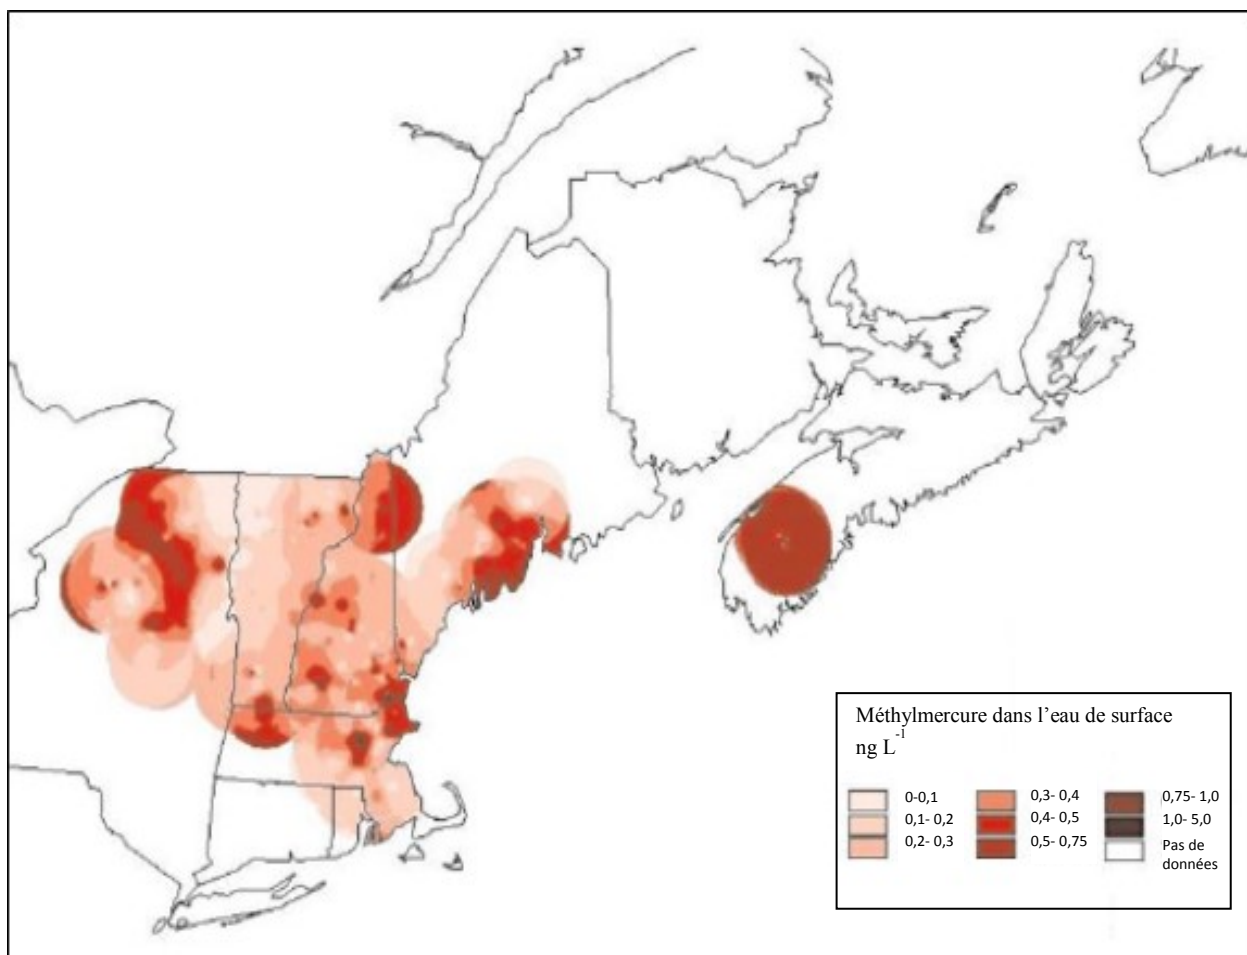 Méthylmercure dans l'eau de surface
ng L-1
0-0,1
0,1- 0,2
0,2- 0,3
0,3- 0,4
0,4- 0,5
0,5- 0,75
0,75- 1,0
1,0- 5,0
Pas de
données